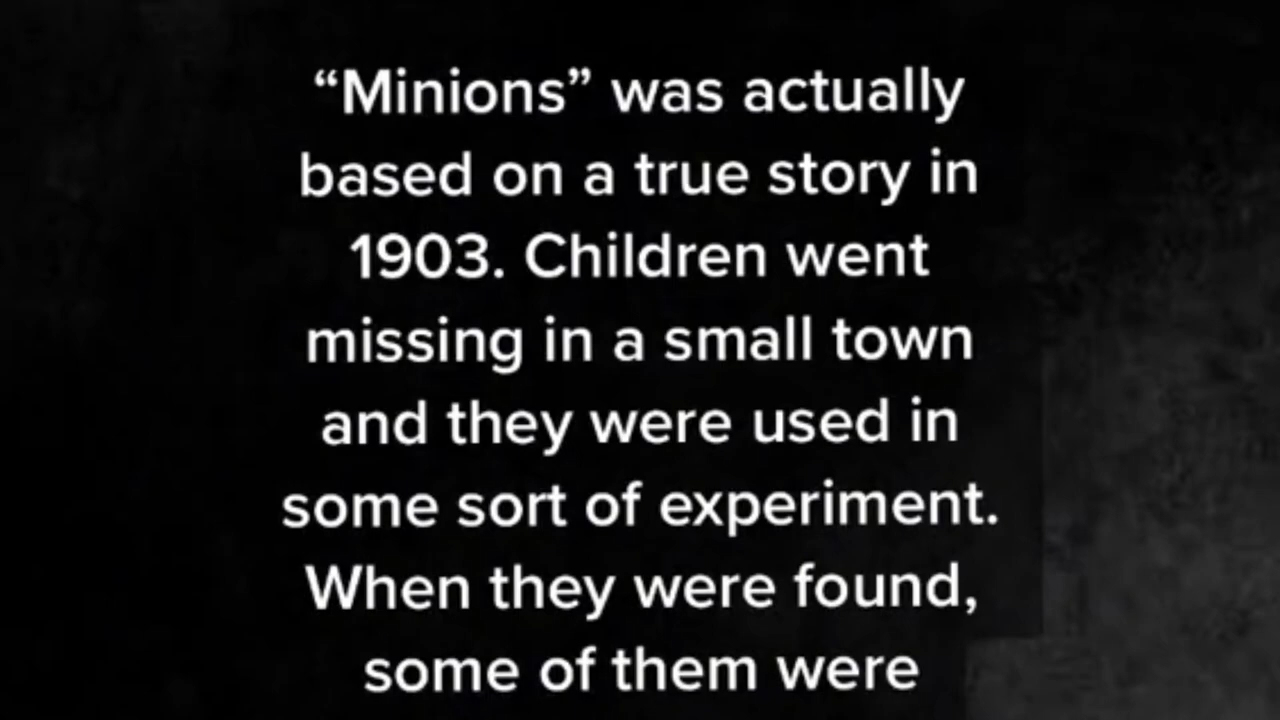 “Minions” was actually
based on a true story in
1903. Children went
missing in a small town
and they were used in
some sort of experiment.
When they were found,
some of them were